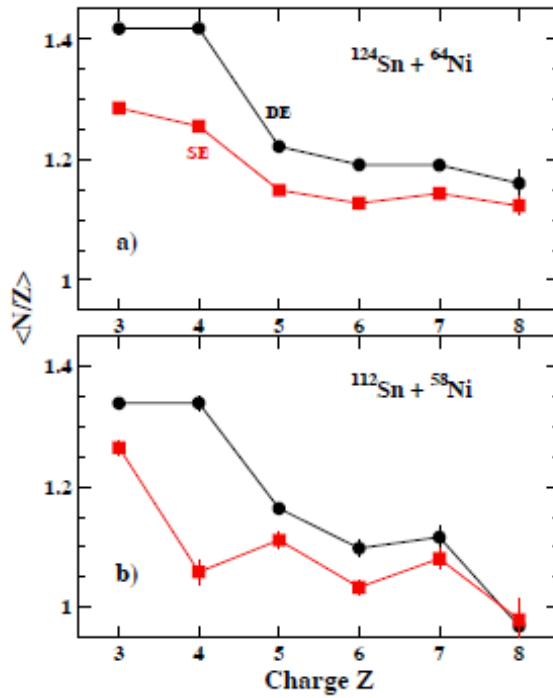 1.4
1.2
1
¹²⁴Sn + ⁶⁴Ni
DE
SE
a)
3 4 5 6 7 8
<N/Z>
1.4
1.2
1
¹¹²Sn + ⁵⁸Ni
b)
3 4 5 6 7 8
Charge Z